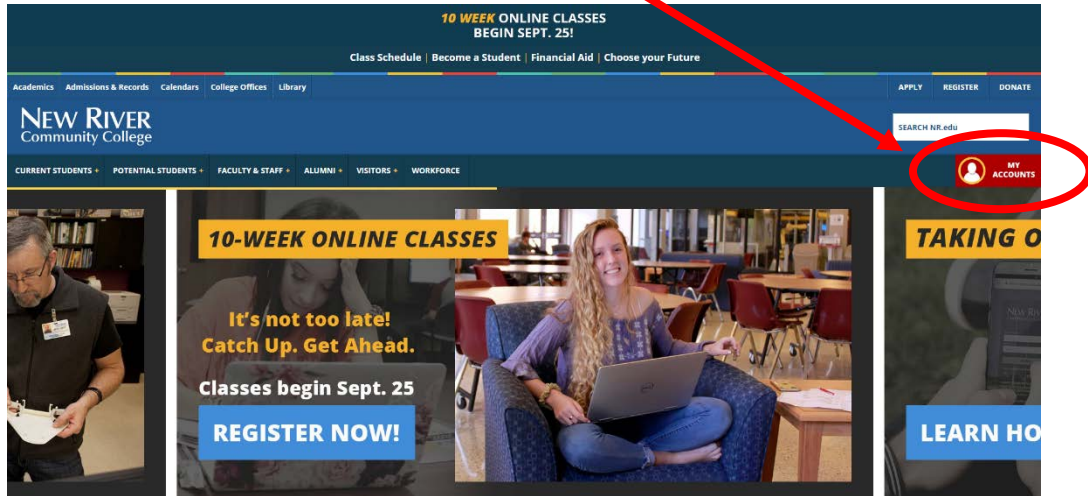 10 WEEK ONLINE CLASSES
BEGIN SEPT. 25!
Class Schedule | Become a Student | Financial Aid | Choose your Future
Academics Admissions & Records Calendars College Offices Library
APPLY REGISTER DONATE
NEW RIVER
Community College
SEARCH NR.edu
CURRENT STUDENTS + POTENTIAL STUDENTS + FACULTY & STAFF + ALUMNI + VISITORS + WORKFORCE
MY
ACCOUNTS
10-WEEK ONLINE CLASSES
It's not too late!
Catch Up. Get Ahead.
Classes begin Sept. 25
REGISTER NOW!
TAKING O
LEARN HO